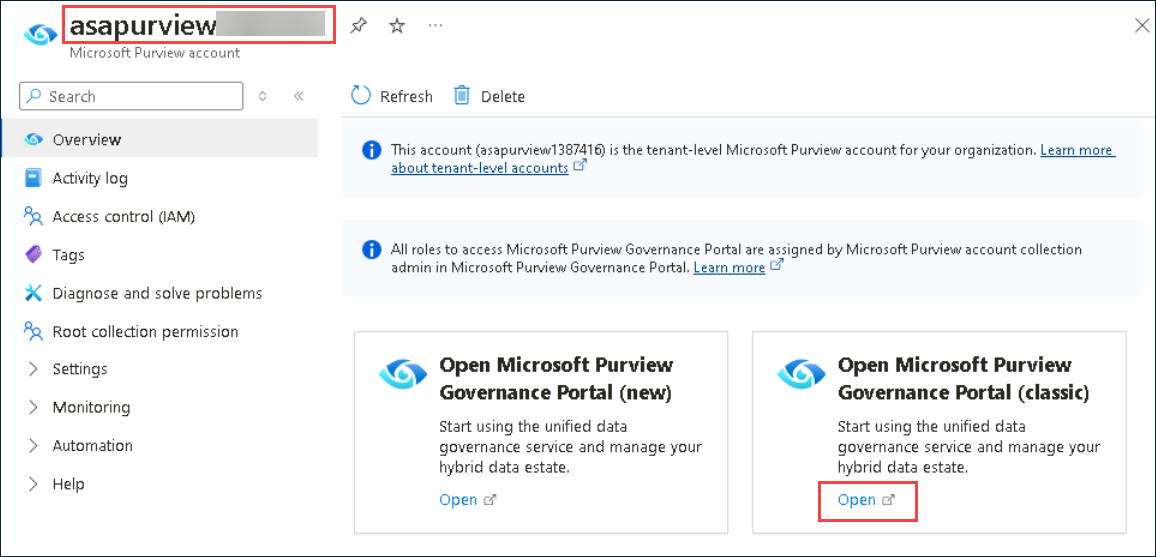 asapurview
Microsoft Purview account
Search
Refresh
Delete
Overview
Activity log
Access control (IAM)
Tags
Diagnose and solve problems
Root collection permission
Settings
Monitoring
Automation
Help
This account (asapurview1387416) is the tenant-level Microsoft Purview account for your organization. Learn more
about tenant-level accounts
All roles to access Microsoft Purview Governance Portal are assigned by Microsoft Purview account collection
admin in Microsoft Purview Governance Portal. Learn more
Open Microsoft Purview
Governance Portal (new)
Start using the unified data
governance service and manage your
hybrid data estate.
Open
Open Microsoft Purview
Governance Portal (classic)
Start using the unified data
governance service and manage your
hybrid data estate.
Open